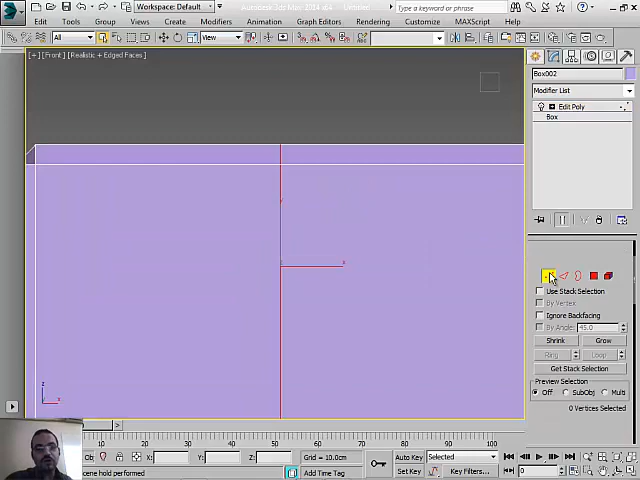 Workspace: Default
Autodesk 3ds Max 2014 x64 Untitled
Type a keyword or phrase
Edit Tools Group Views Create Modifiers Animation Graph Editors Rendering Customize MAXScript Help
All View
[ + ] [ Front ] [ Realistic + Edged Faces ]
Box002
Modifier List
Edit Poly
Box
Use Stack Selection
By Vertex
Ignore Backfacing
By Angle: 45.0
Shrink Grow
Ring Loop
Get Stack Selection
Preview Selection
Off SubObj Multi
0 Vertices Selected
z
x
10 20 30 40 50 60 70 80 90 100
X: Y: Z: Grid = 10.0cm
Auto Key Selected
cene hold performed
Add Time Tag
Set Key Key Filters...
0